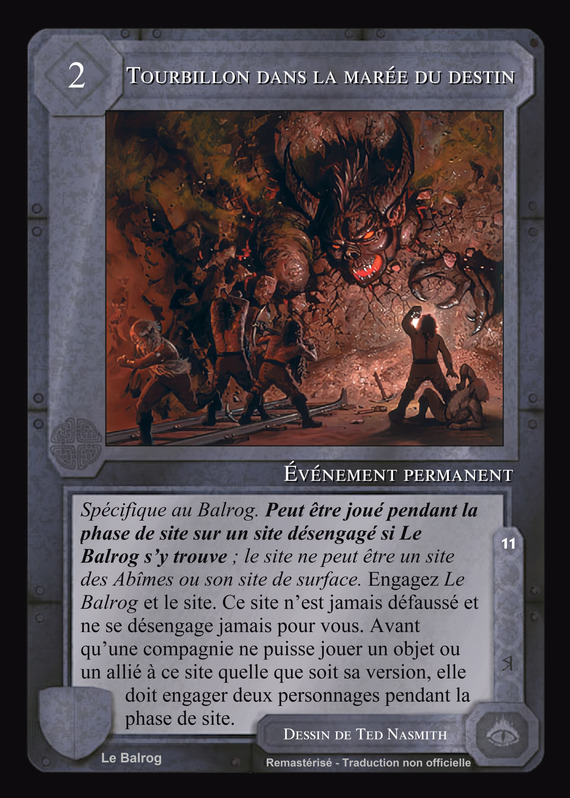 2
Tourbillon dans la marée du destin
Événement permanent
Spécifique au Balrog. Peut être joué pendant la
phase de site sur un site désengagé si Le
Balrog s’y trouve ; le site ne peut être un site
des Abîmes ou son site de surface. Engagez Le
Balrog et le site. Ce site n’est jamais défaussé et
ne se désengage jamais pour vous. Avant
qu’une compagnie ne puisse jouer un objet ou
un allié à ce site quelle que soit sa version, elle
doit engager deux personnages pendant la
phase de site.
11
Dessin de Ted Nasmith
Le Balrog
Remastérisé - Traduction non officielle